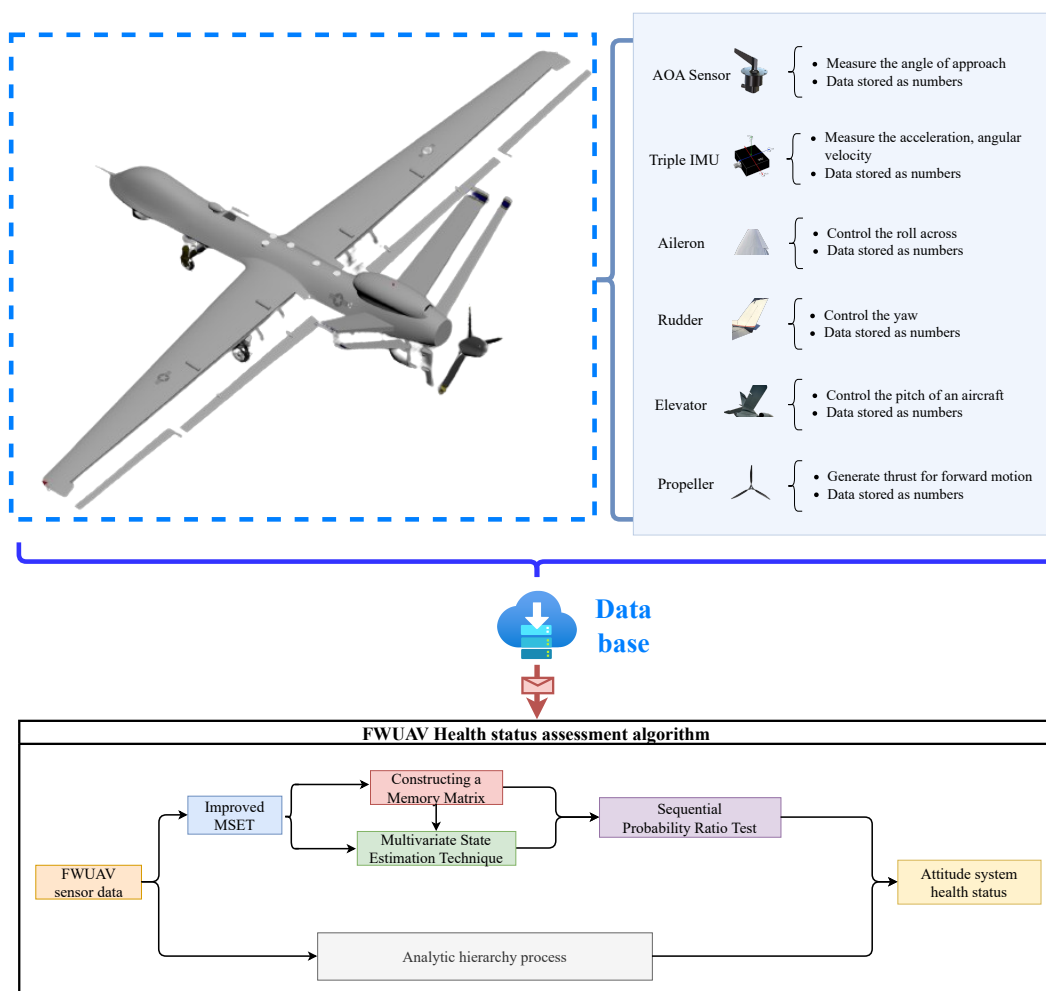 AOA Sensor
• Measure the angle of approach
• Data stored as numbers
Triple IMU
• Measure the acceleration, angular
velocity
• Data stored as numbers
Aileron
• Control the roll across
• Data stored as numbers
Rudder
• Control the yaw
• Data stored as numbers
Elevator
• Control the pitch of an aircraft
• Data stored as numbers
Propeller
• Generate thrust for forward motion
• Data stored as numbers
Data
base
FWUAV Health status assessment algorithm
FWUAV
sensor data
Improved
MSET
Constructing a
Memory Matrix
Multivariate State
Estimation Technique
Sequential
Probability Ratio Test
Analytic hierarchy process
Attitude system
health status